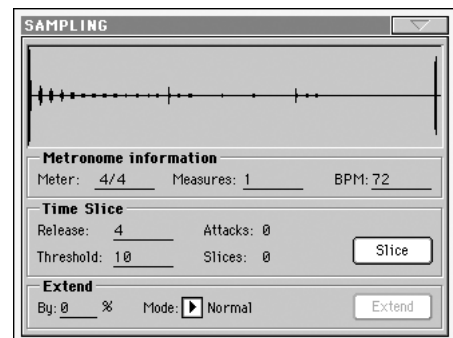 SAMPLING
Metronome information
Meter: 4/4 Measures: 1 BPM: 72
Time Slice
Release: 4 Attacks: 0
Threshold: 10 Slices: 0 Slice
Extend
By: 0 % Mode: Normal Extend